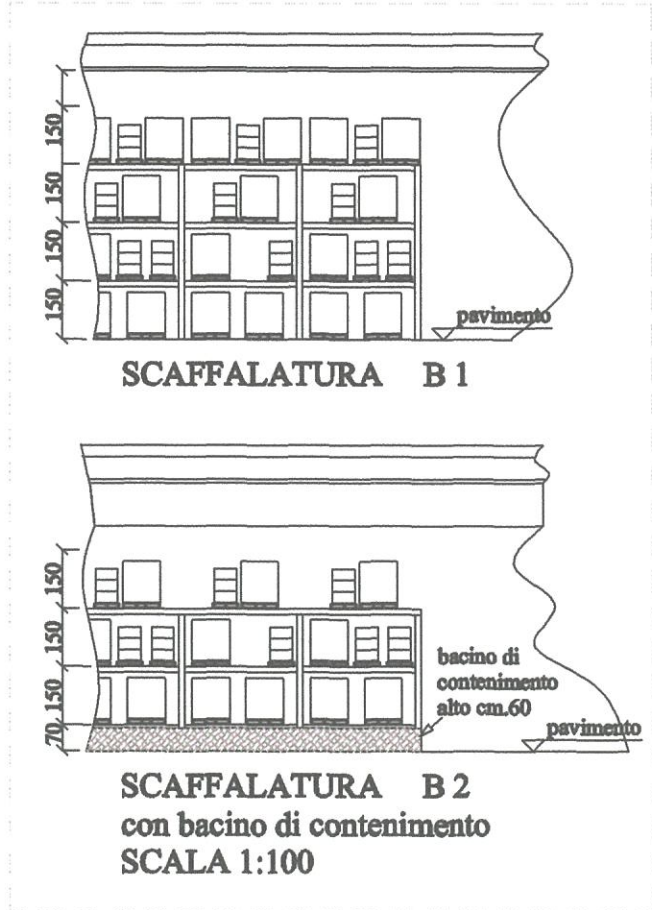 150
150
150
150
pavimento
SCAFFALATURA B 1
150
150
150
70
bacino di
contenimento
alto cm.60
pavimento
SCAFFALATURA B 2
con bacino di contenimento
SCALA 1:100